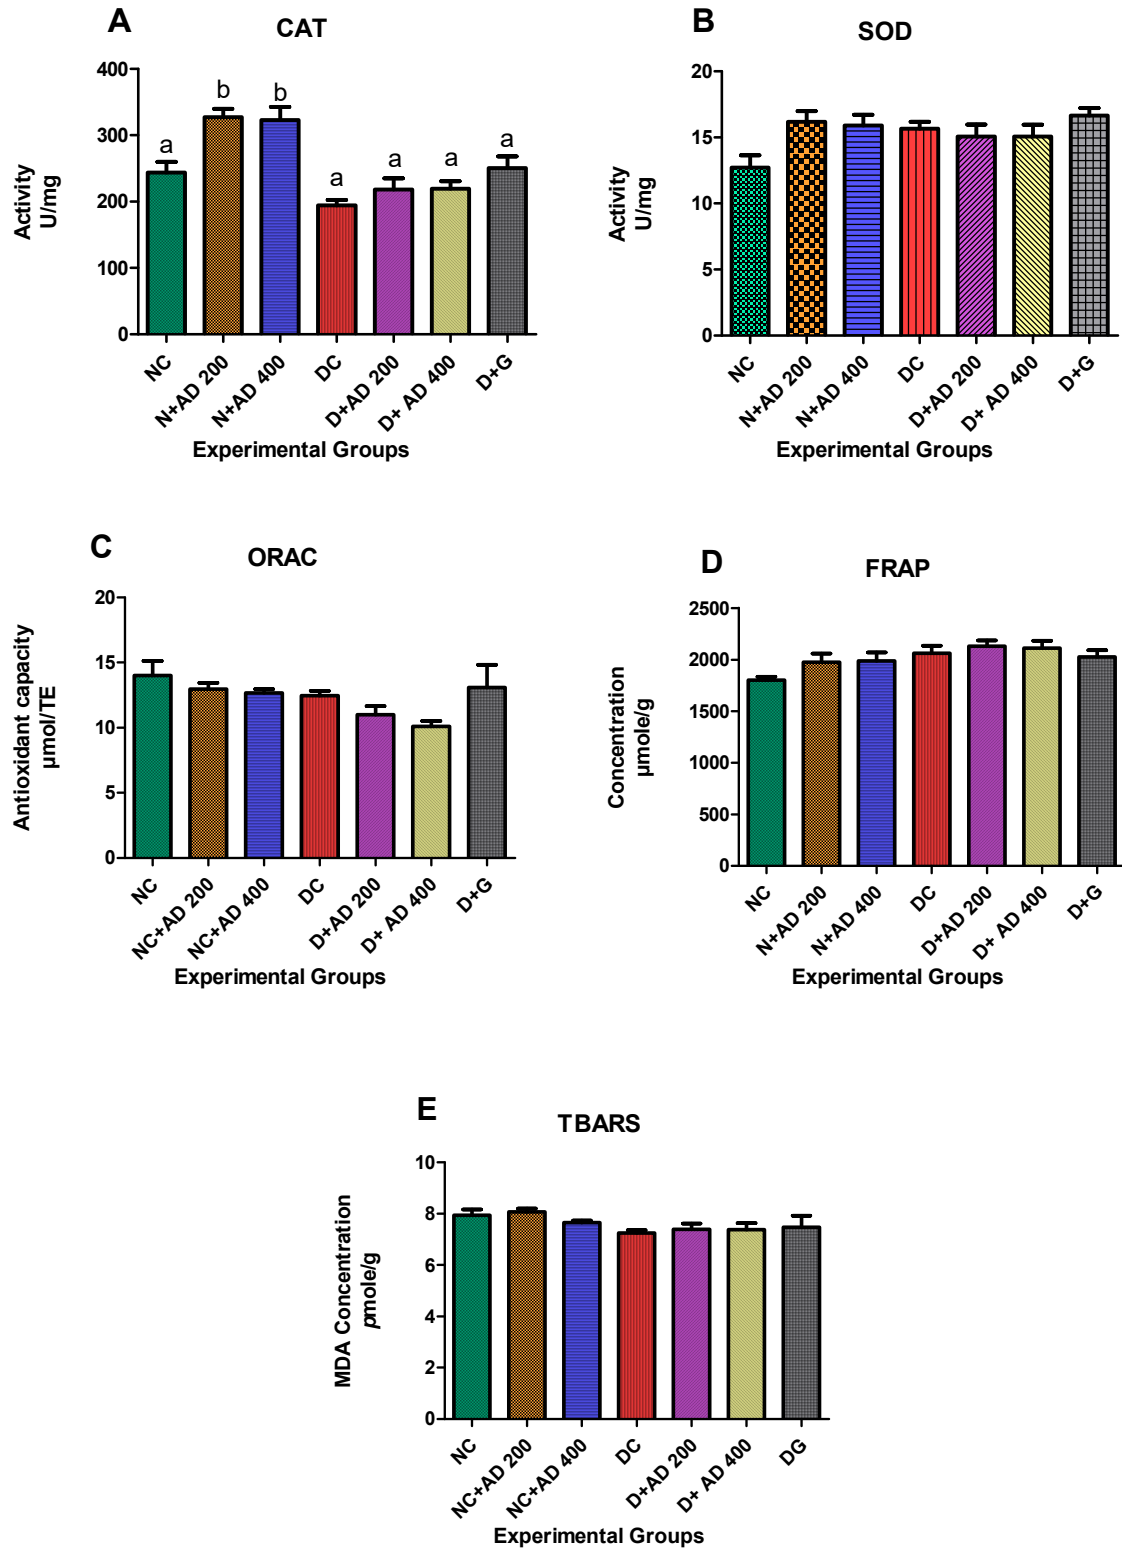 A
CAT
400
300
200
100
0
Activity
U/mg
a
b
b
a
a
a
a
NC
N+AD 200
N+AD 400
DC
D+AD 200
D+ AD 400
D+G
Experimental Groups
B
SOD
20
15
10
5
0
Activity
U/mg
NC
N+AD 200
N+AD 400
DC
D+AD 200
D+ AD 400
D+G
Experimental Groups
C
ORAC
20
15
10
5
0
Antioxidant capacity
µmol/TE
NC
NC+AD 200
NC+AD 400
DC
D+AD 200
D+ AD 400
D+G
Experimental Groups
D
FRAP
2500
2000
1500
1000
500
0
Concentration
µmole/g
NC
N+AD 200
N+AD 400
DC
D+AD 200
D+ AD 400
D+G
Experimental Groups
E
TBARS
10
8
6
4
2
0
MDA Concentration
pmole/g
NC
NC+AD 200
NC+AD 400
DC
D+AD 200
D+ AD 400
DG
Experimental Groups